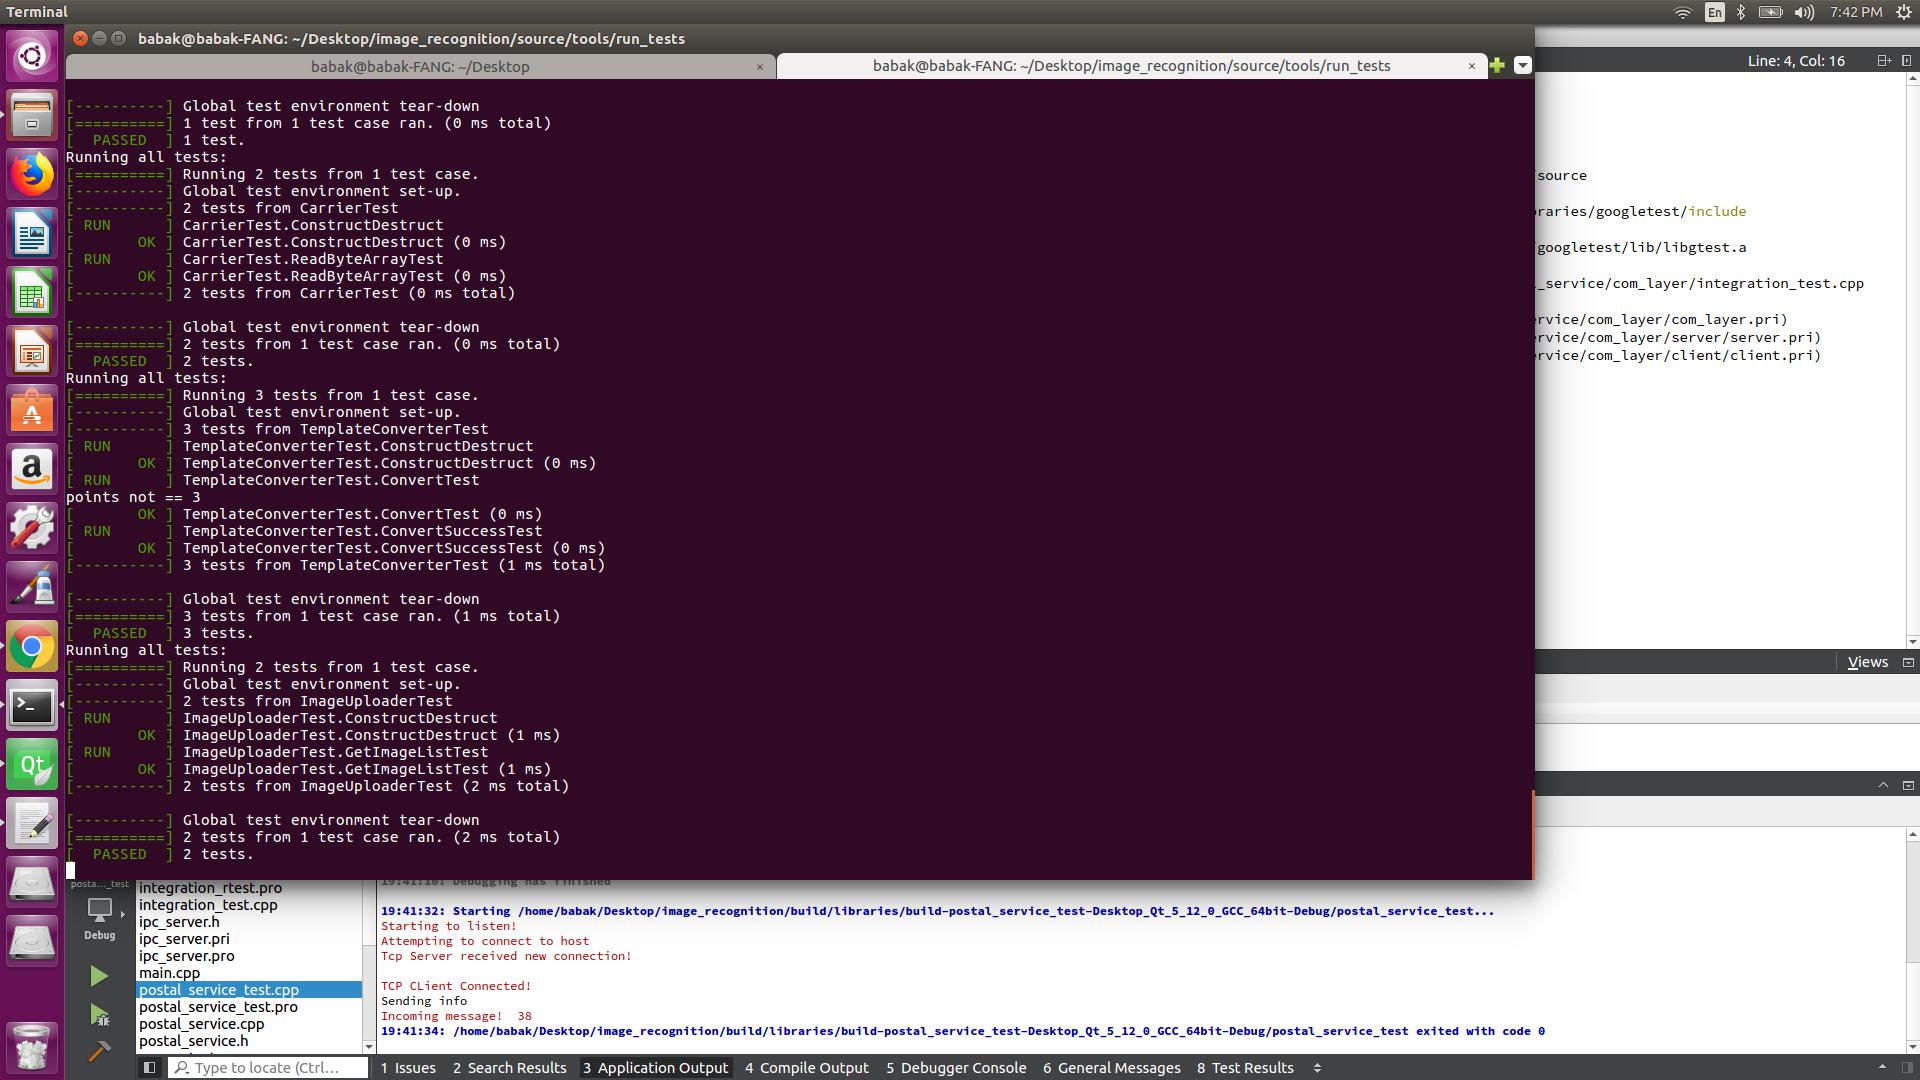 Terminal
En
7:42 PM
babak@babak-FANG: ~/Desktop/image_recognition/source/tools/run_tests
babak@babak-FANG: ~/Desktop ×
babak@babak-FANG: ~/Desktop/image_recognition/source/tools/run_tests ×
Line: 4, Col: 16
[----------] Global test environment tear-down
[==========] 1 test from 1 test case ran. (0 ms total)
[  PASSED  ] 1 test.
Running all tests:
[==========] Running 2 tests from 1 test case.
[----------] Global test environment set-up.
[----------] 2 tests from CarrierTest
[ RUN      ] CarrierTest.ConstructDestruct
[       OK ] CarrierTest.ConstructDestruct (0 ms)
[ RUN      ] CarrierTest.ReadByteArrayTest
[       OK ] CarrierTest.ReadByteArrayTest (0 ms)
[----------] 2 tests from CarrierTest (0 ms total)
[----------] Global test environment tear-down
[==========] 2 tests from 1 test case ran. (0 ms total)
[  PASSED  ] 2 tests.
Running all tests:
[==========] Running 3 tests from 1 test case.
[----------] Global test environment set-up.
[----------] 3 tests from TemplateConverterTest
[ RUN      ] TemplateConverterTest.ConstructDestruct
[       OK ] TemplateConverterTest.ConstructDestruct (0 ms)
[ RUN      ] TemplateConverterTest.ConvertTest
points not == 3
[       OK ] TemplateConverterTest.ConvertTest (0 ms)
[ RUN      ] TemplateConverterTest.ConvertSuccessTest
[       OK ] TemplateConverterTest.ConvertSuccessTest (0 ms)
[----------] 3 tests from TemplateConverterTest (1 ms total)
[----------] Global test environment tear-down
[==========] 3 tests from 1 test case ran. (1 ms total)
[  PASSED  ] 3 tests.
Running all tests:
[==========] Running 2 tests from 1 test case.
[----------] Global test environment set-up.
[----------] 2 tests from ImageUploaderTest
[ RUN      ] ImageUploaderTest.ConstructDestruct
[       OK ] ImageUploaderTest.ConstructDestruct (1 ms)
[ RUN      ] ImageUploaderTest.GetImageListTest
[       OK ] ImageUploaderTest.GetImageListTest (1 ms)
[----------] 2 tests from ImageUploaderTest (2 ms total)
[----------] Global test environment tear-down
[==========] 2 tests from 1 test case ran. (2 ms total)
[  PASSED  ] 2 tests.
/source
raries/googletest/include
googletest/lib/libgtest.a
_service/com_layer/integration_test.cpp
rvice/com_layer/com_layer.pri)
rvice/com_layer/server/server.pri)
rvice/com_layer/client/client.pri)
Views
posta..._test
Debug
integration_rtest.pro
integration_test.cpp
ipc_server.h
ipc_server.pri
ipc_server.pro
main.cpp
postal_service_test.cpp
postal_service_test.pro
postal_service.cpp
postal_service.h
19:41:10: Debugging has finished
19:41:32: Starting /home/babak/Desktop/image_recognition/build/libraries/build-postal_service_test-Desktop_Qt_5_12_0_GCC_64bit-Debug/postal_service_test...
Starting to listen!
Attempting to connect to host
Tcp Server received new connection!
TCP CLient Connected!
Sending info
Incoming message!  38
19:41:34: /home/babak/Desktop/image_recognition/build/libraries/build-postal_service_test-Desktop_Qt_5_12_0_GCC_64bit-Debug/postal_service_test exited with code 0
Type to locate (Ctrl...
1 Issues
2 Search Results
3 Application Output
4 Compile Output
5 Debugger Console
6 General Messages
8 Test Results